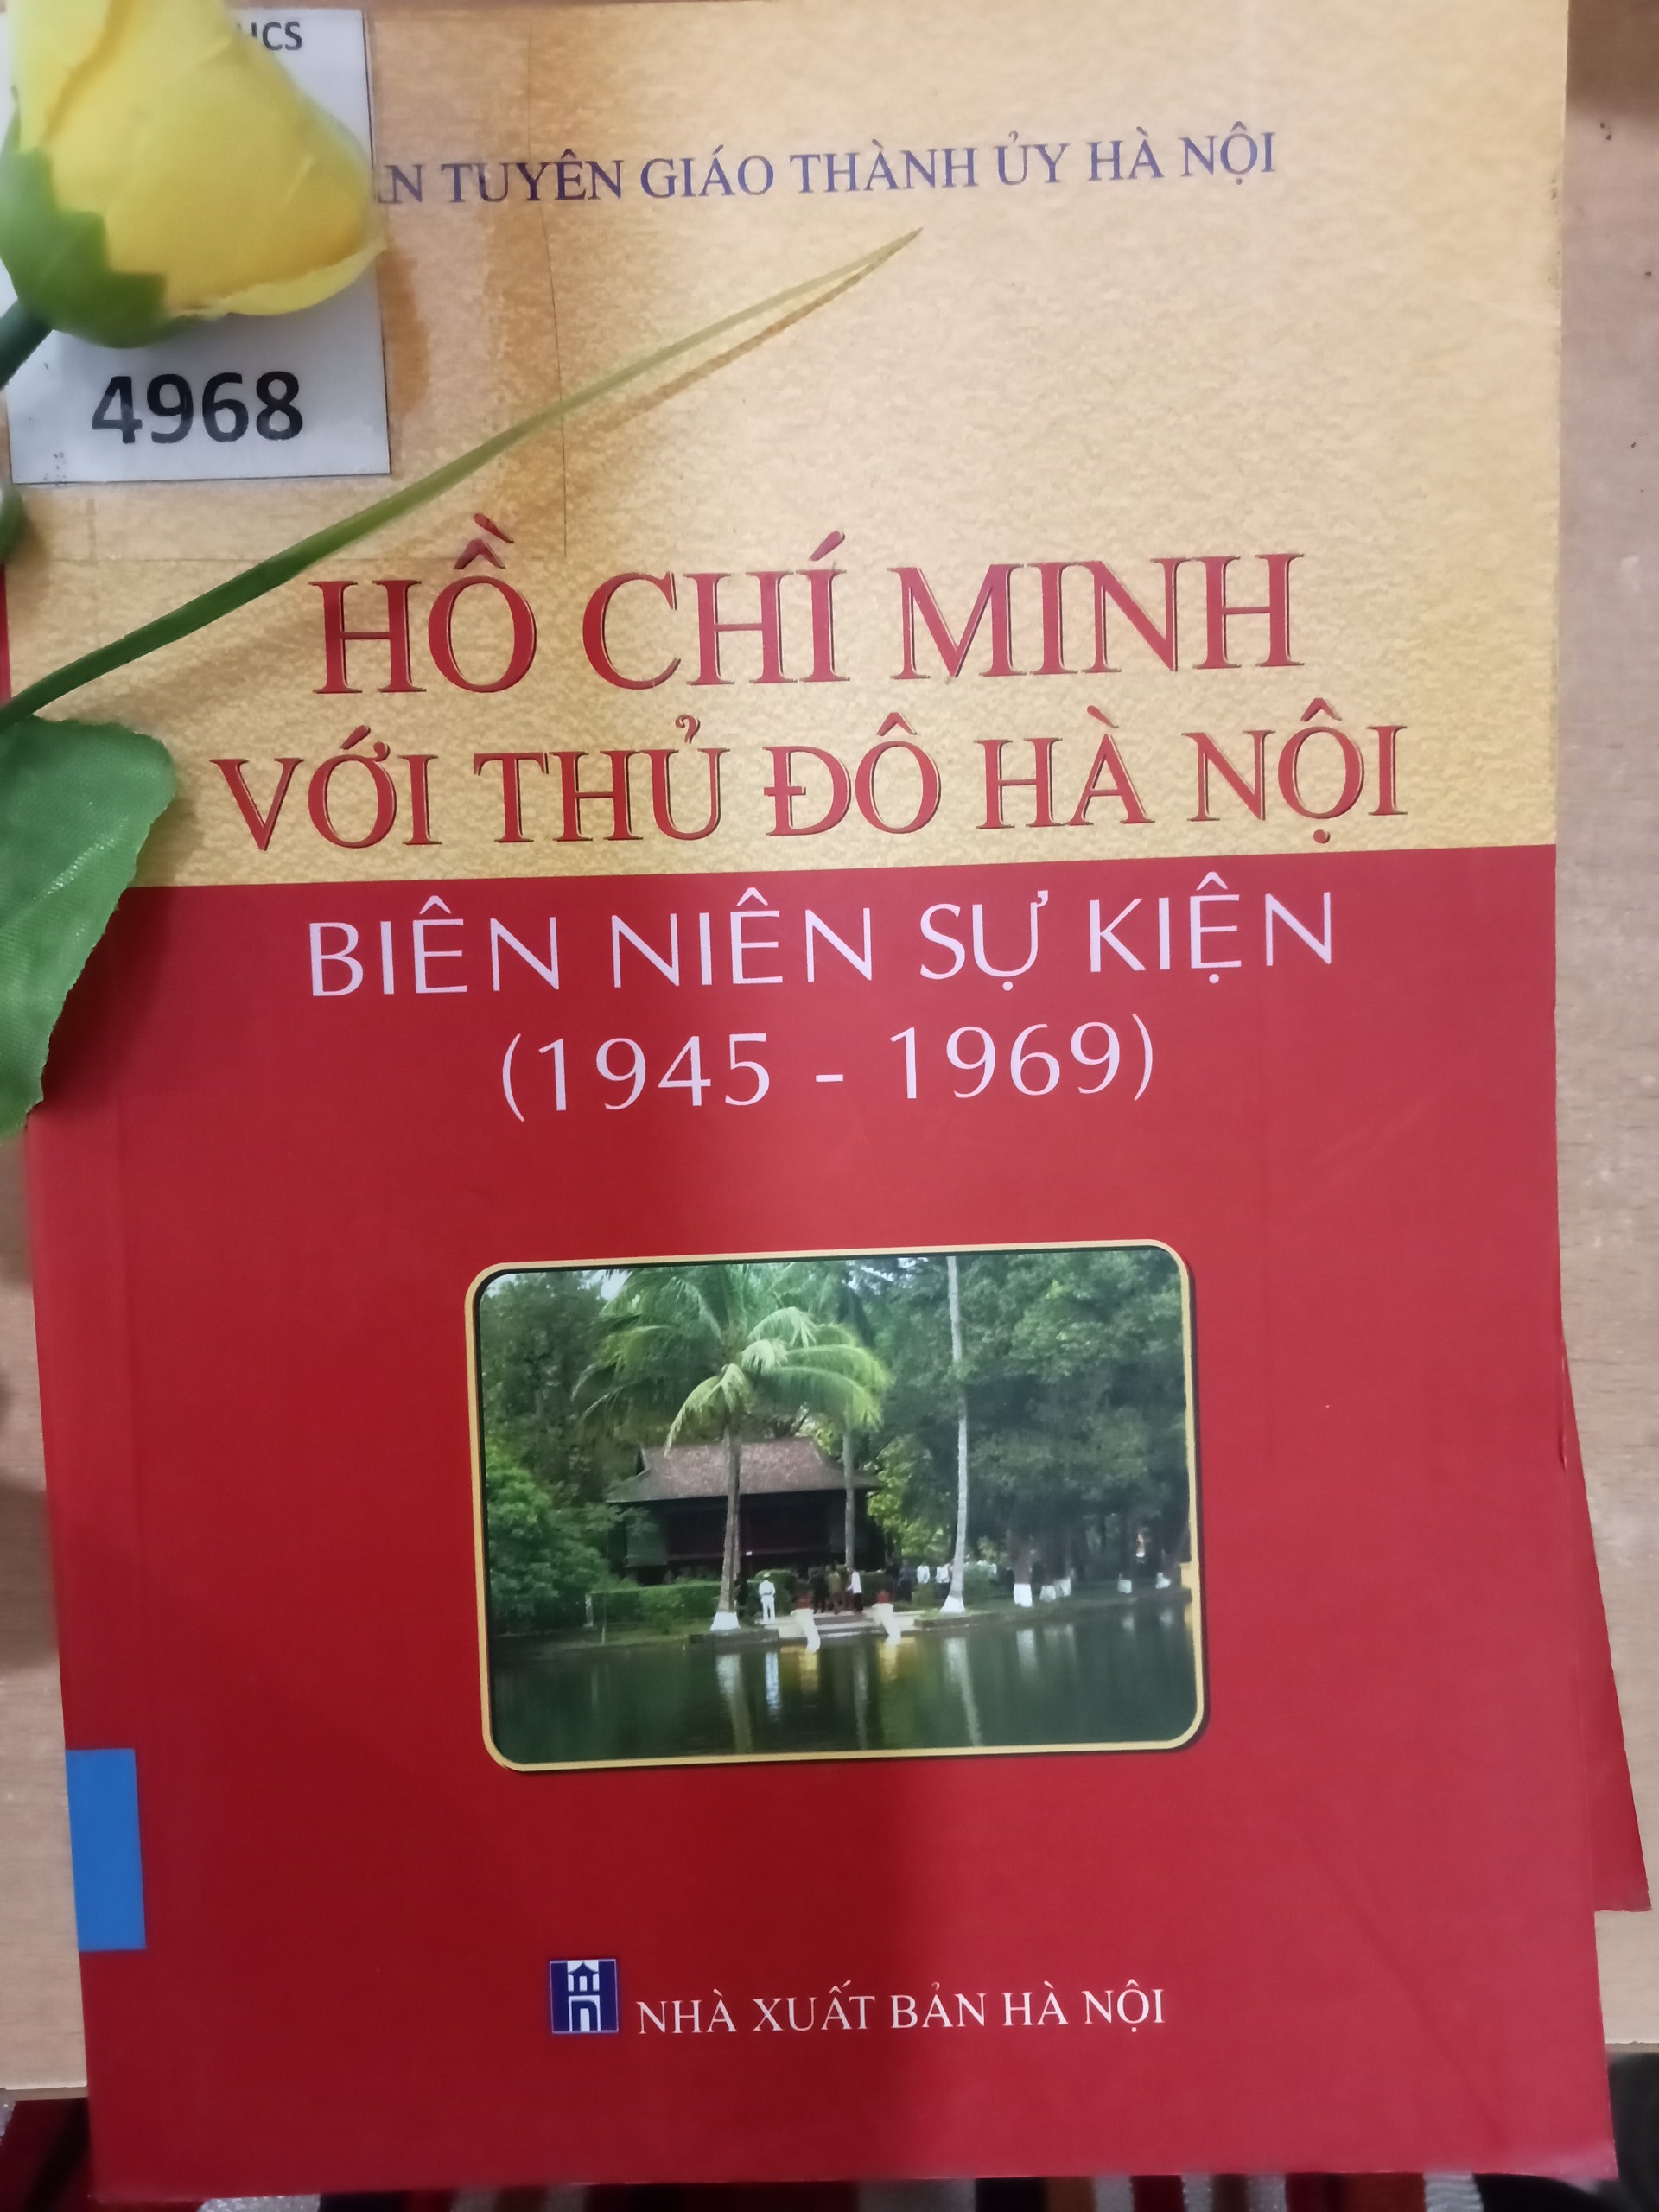 TUYÊN GIÁO THÀNH ỦY HÀ NỘI
4968
HỒ CHÍ MINH
VỚI THỦ ĐÔ HÀ NỘI
BIÊN NIÊN SỰ KIỆN
(1945 - 1969)
NHÀ XUẤT BẢN HÀ NỘI